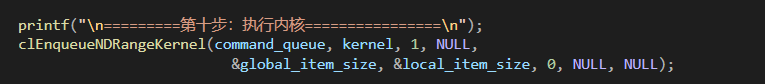 printf("\n=========第十步：执行内核================\n");
clEnqueueNDRangeKernel(command_queue, kernel, 1, NULL,
&global_item_size, &local_item_size, 0, NULL, NULL);